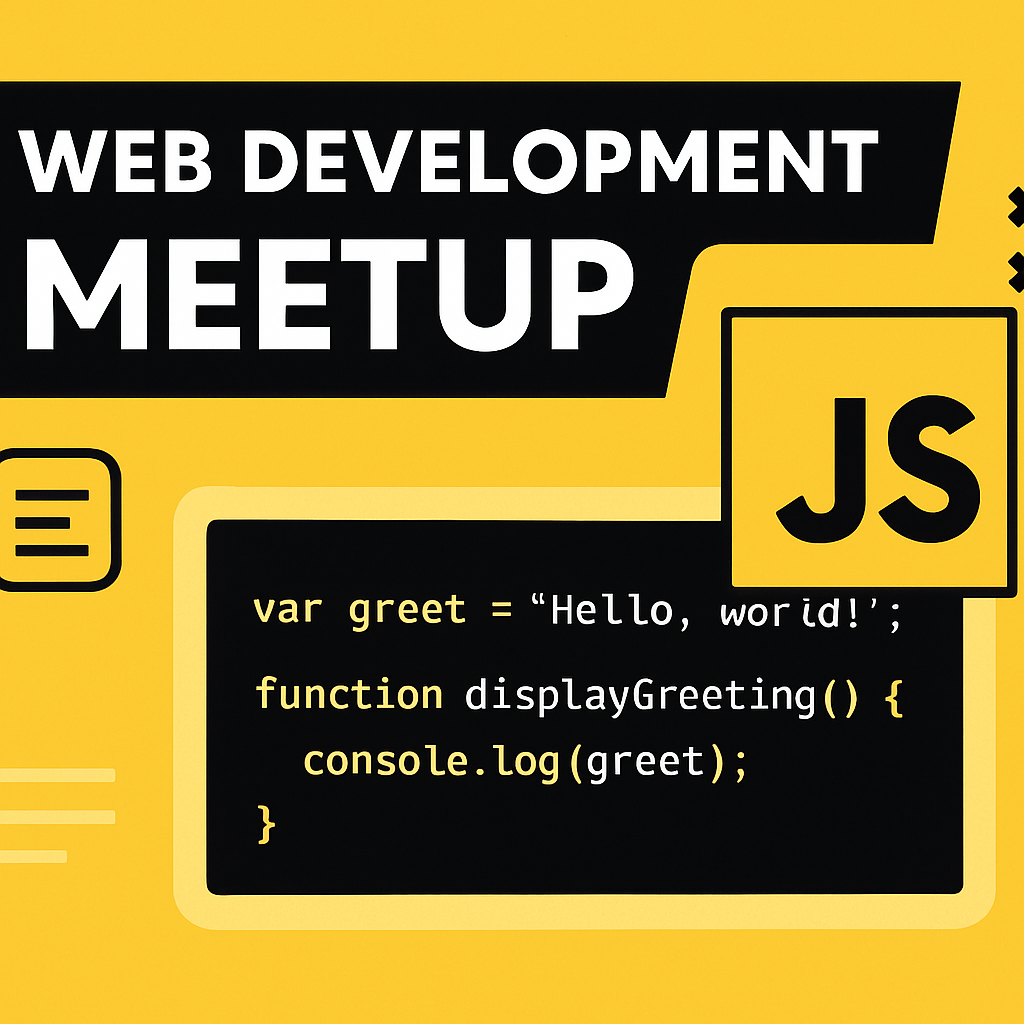 WEB DEVELOPMENT
MEETUP
JS
var greet = “Hello, world!’;
function displayGreeting() {
  console.log(greet);
}